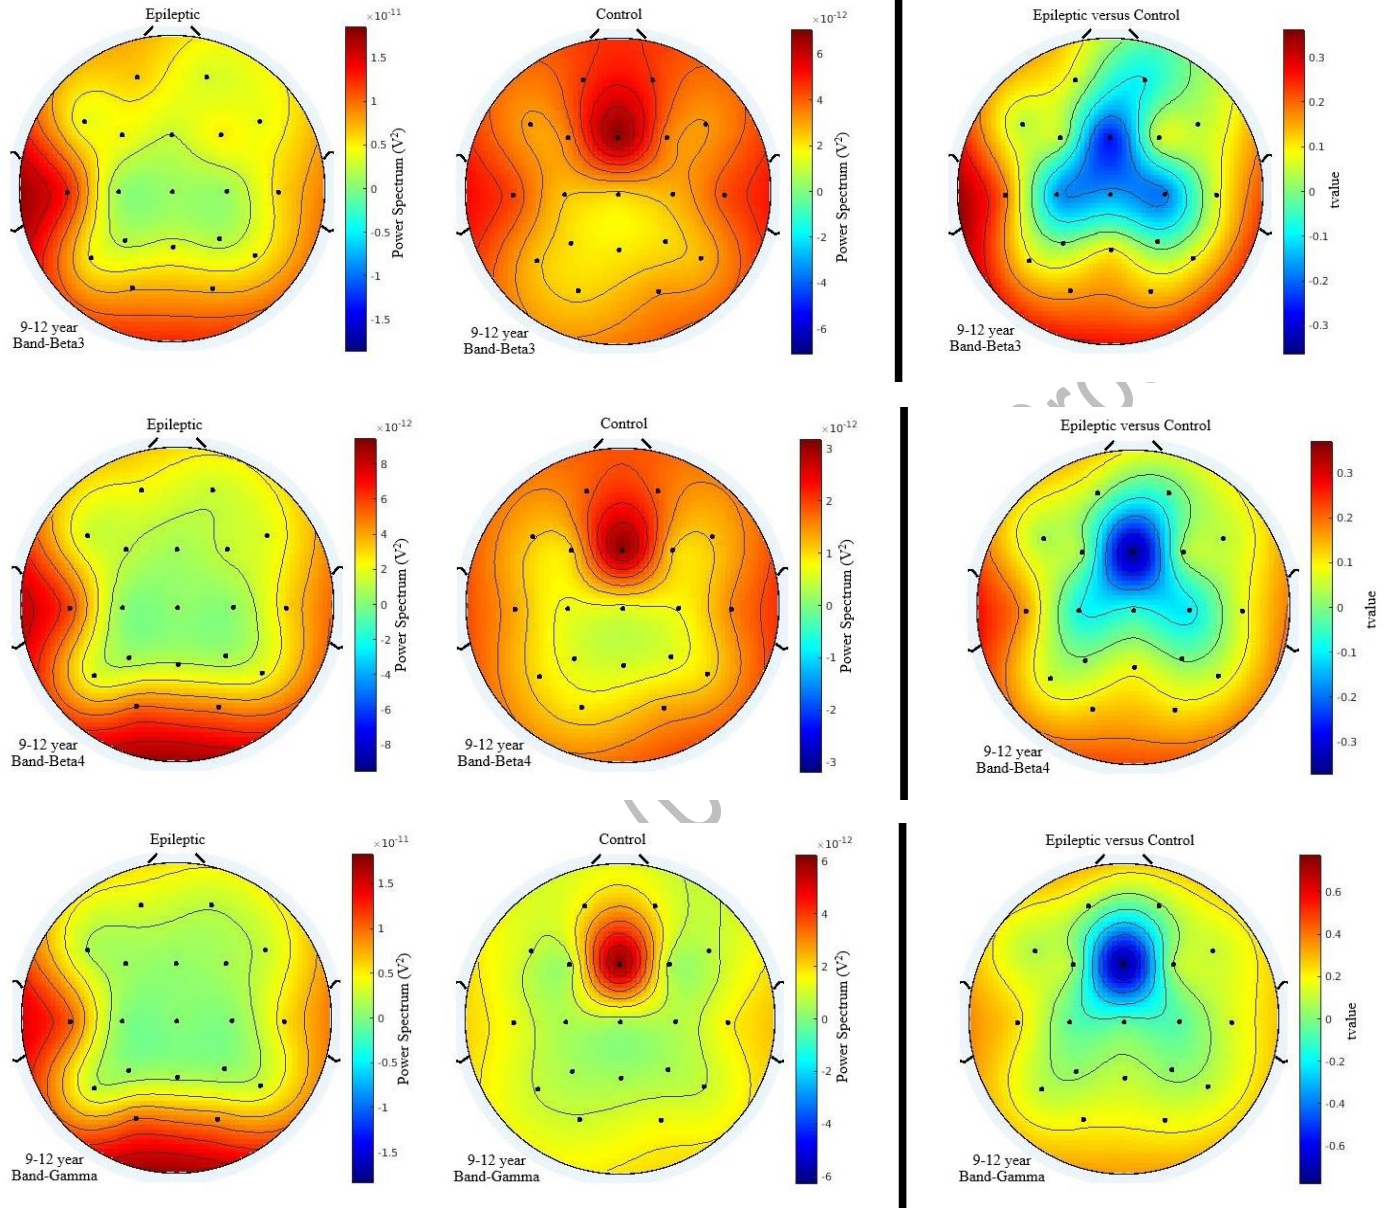 Epileptic
×10⁻¹¹
1.5
1
0.5
0
-0.5
-1
-1.5
Power Spectrum (V²)
9-12 year
Band-Beta3
Control
×10⁻¹²
6
4
2
0
-2
-4
-6
Power Spectrum (V²)
9-12 year
Band-Beta3
Epileptic versus Control
0.3
0.2
0.1
0
-0.1
-0.2
-0.3
tvalue
9-12 year
Band-Beta3
Epileptic
×10⁻¹²
8
6
4
2
0
-2
-4
-6
-8
Power Spectrum (V²)
9-12 year
Band-Beta4
Control
×10⁻¹²
3
2
1
0
-1
-2
-3
Power Spectrum (V²)
9-12 year
Band-Beta4
Epileptic versus Control
0.3
0.2
0.1
0
-0.1
-0.2
-0.3
tvalue
9-12 year
Band-Beta4
Epileptic
×10⁻¹¹
1.5
1
0.5
0
-0.5
-1
-1.5
Power Spectrum (V²)
9-12 year
Band-Gamma
Control
×10⁻¹²
6
4
2
0
-2
-4
-6
Power Spectrum (V²)
9-12 year
Band-Gamma
Epileptic versus Control
0.6
0.4
0.2
0
-0.2
-0.4
-0.6
tvalue
9-12 year
Band-Gamma